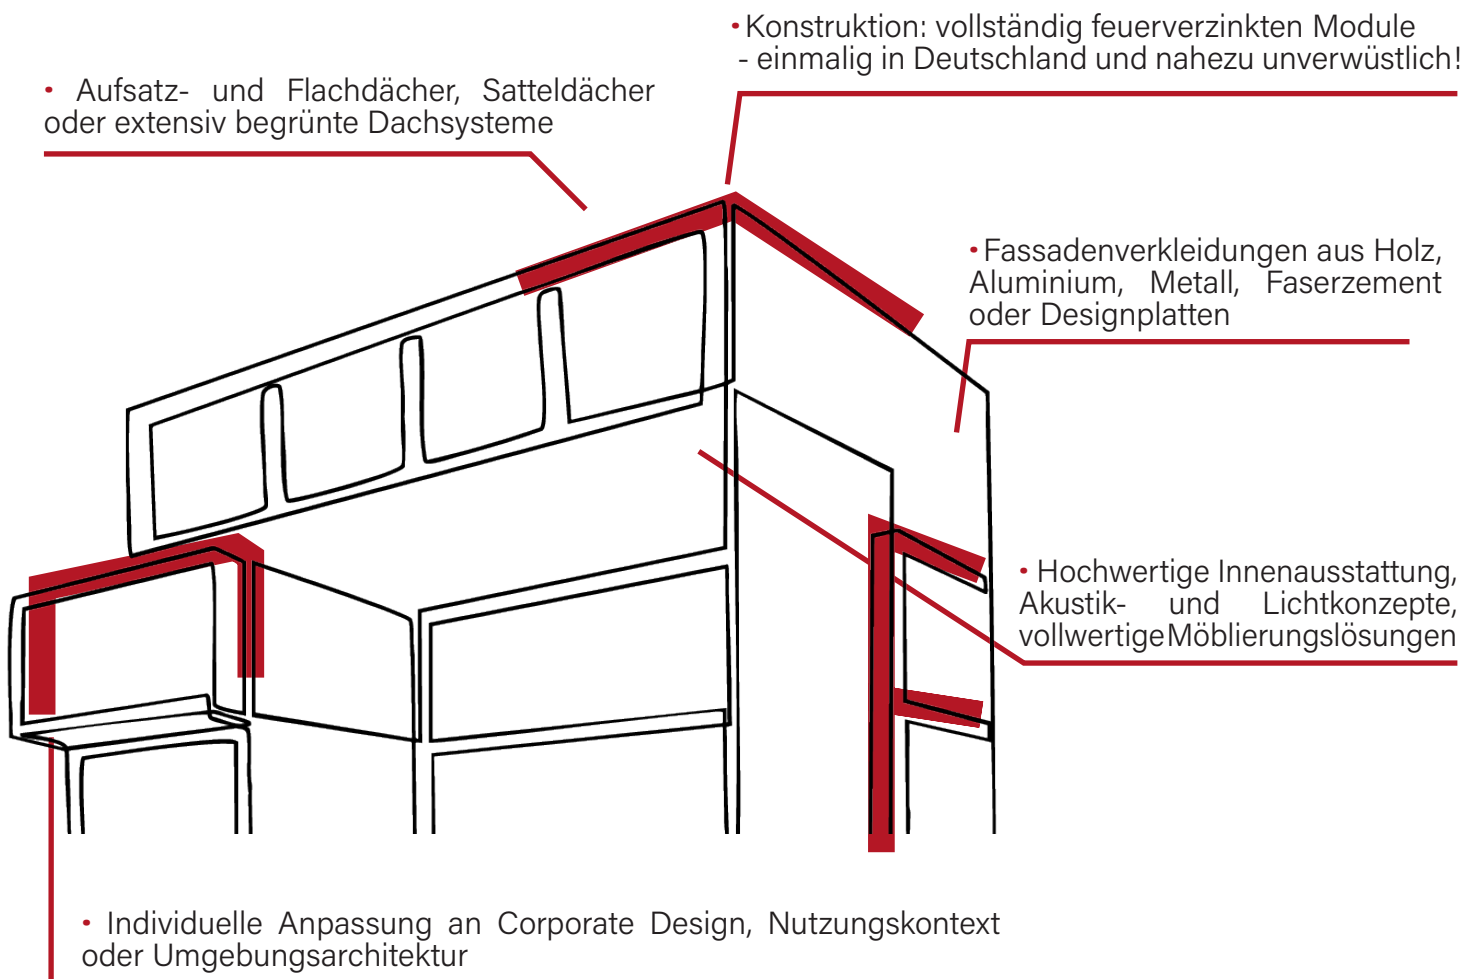 • Konstruktion: vollständig feuerverzinkten Module
- einmalig in Deutschland und nahezu unverwüstlich!
• Aufsatz- und Flachdächer, Satteldächer
oder extensiv begrünte Dachsysteme
• Fassadenverkleidungen aus Holz,
Aluminium, Metall, Faserzement
oder Designplatten
• Hochwertige Innenausstattung,
Akustik- und Lichtkonzepte,
vollwertige Möblierungslösungen
• Individuelle Anpassung an Corporate Design, Nutzungskontext
oder Umgebungsarchitektur